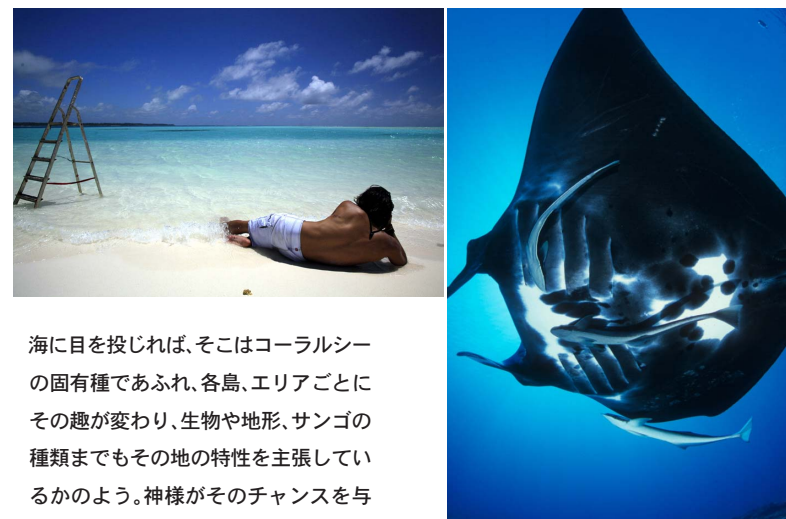 海に目を投じれば、そこはコーラルシー
の固有種であふれ、各島、エリアごとに
その趣が変わり、生物や地形、サンゴの
種類までもその地の特性を主張してい
るかのよう。神様がそのチャンスを与